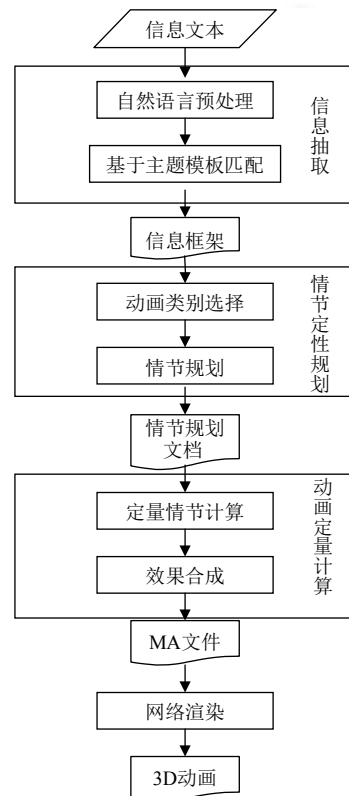 信息文本
自然语言预处理
基于主题模板匹配
信息抽取
信息框架
动画类别选择
情节规划
情节定性规划
情节规划
文档
定量情节计算
效果合成
动画定量计算
MA文件
网络渲染
3D动画